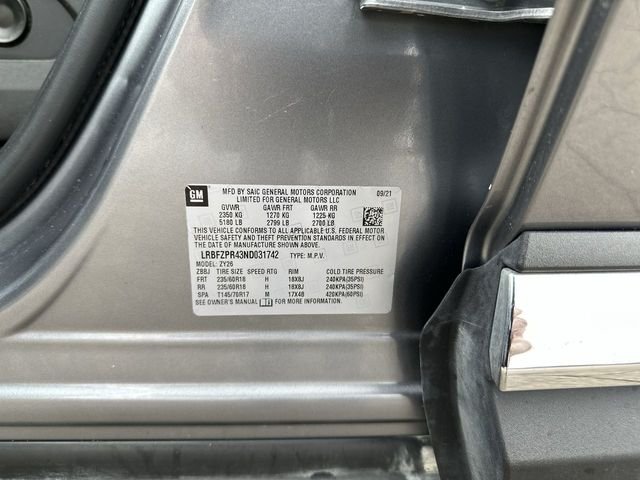 GM
MFD BY SAIC GENERAL MOTORS CORPORATION 09/21
LIMITED FOR GENERAL MOTORS LLC
GVWR GAWR FRT GAWR RR
2350 KG 1270 KG 1225 KG
5180 LB 2799 LB 2700 LB
THIS VEHICLE CONFORMS TO ALL APPLICABLE U.S. FEDERAL MOTOR
VEHICLE SAFETY AND THEFT PREVENTION STANDARDS IN EFFECT ON THE DATE OF
MANUFACTURE SHOWN ABOVE.
LRBFZPR43ND031742 TYPE: M.P.V.
MODEL: ZY26
ZBBJ TIRE SIZE SPEED RTG RIM COLD TIRE PRESSURE
FRT 235/60R18 H 18X8J 240KPA(35PSI)
RR 235/60R18 H 18X8J 240KPA(35PSI)
SPA T145/70R17 M 17X4B 420KPA(60PSI)
SEE OWNER'S MANUAL FOR MORE INFORMATION.